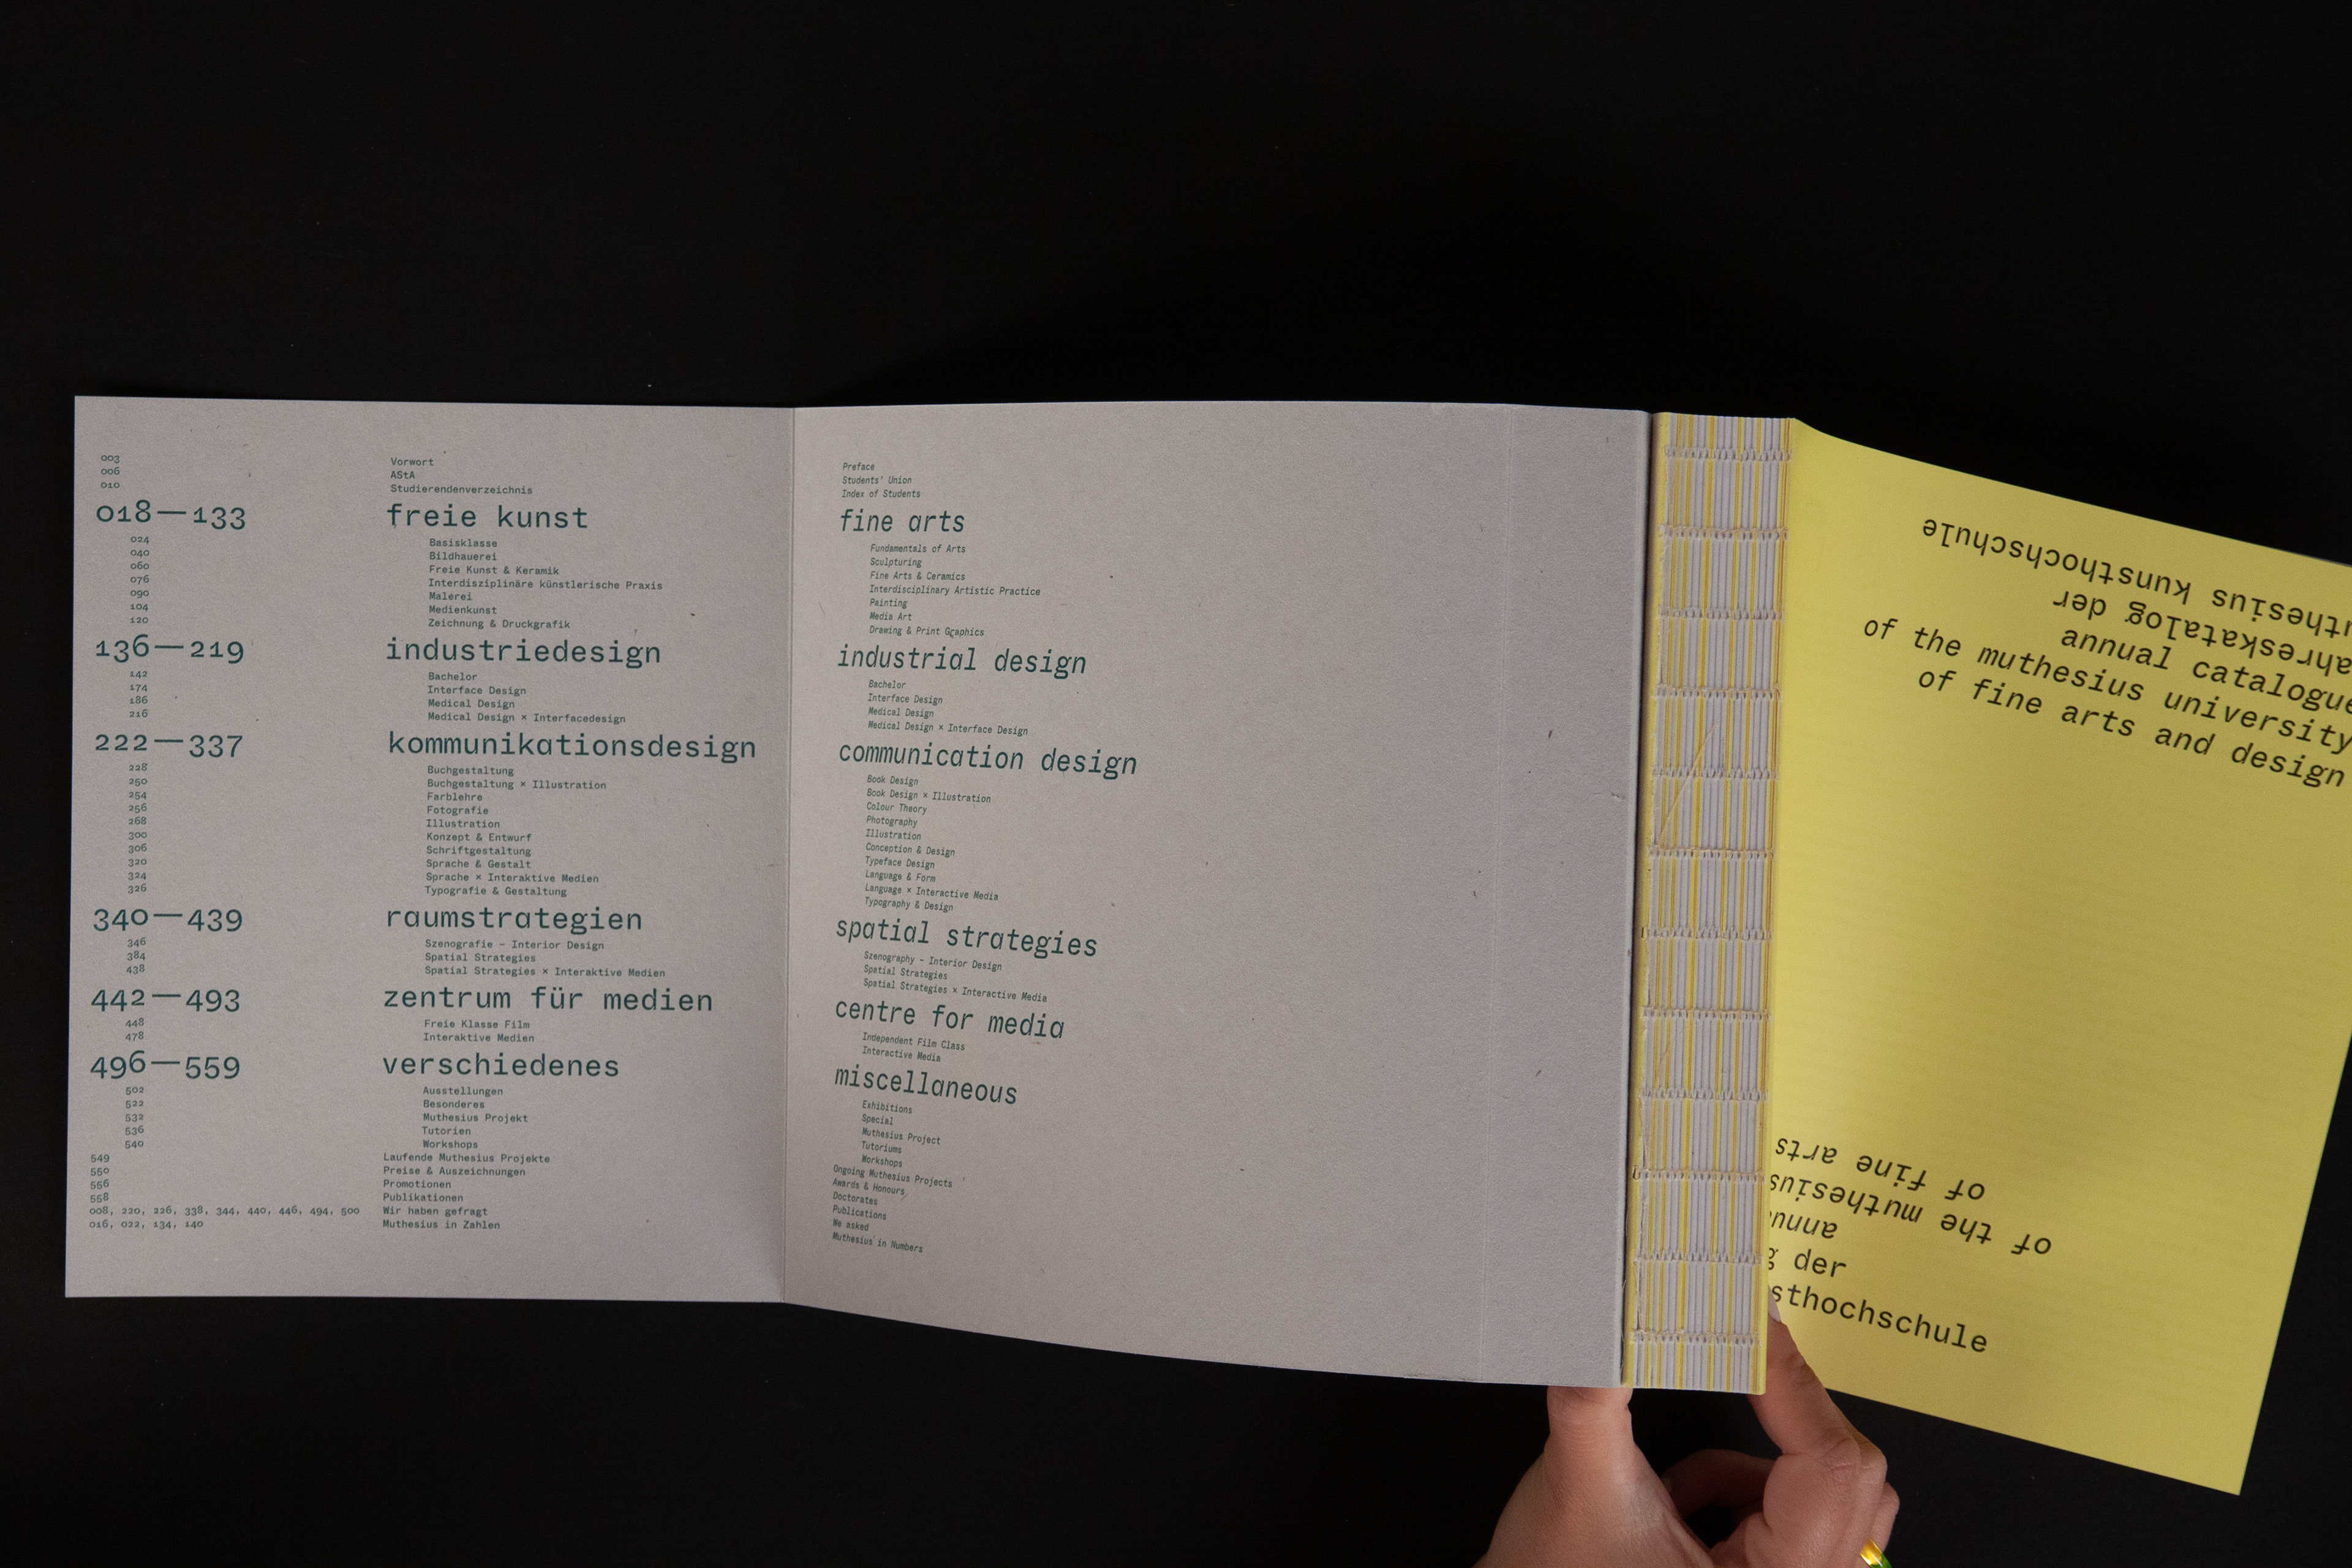 003 Vorwort
006 AStA
010 Studierendenverzeichnis
018—133 freie kunst
024 Basisklasse
040 Bildhauerei
060 Freie Kunst & Keramik
076 Interdisziplinäre künstlerische Praxis
090 Malerei
104 Medienkunst
120 Zeichnung & Druckgrafik
136—219 industriedesign
142 Bachelor
174 Interface Design
186 Medical Design
216 Medical Design × Interfacedesign
222—337 kommunikationsdesign
228 Buchgestaltung
250 Buchgestaltung × Illustration
254 Farblehre
256 Fotografie
268 Illustration
300 Konzept & Entwurf
306 Schriftgestaltung
320 Sprache & Gestalt
324 Sprache × Interaktive Medien
326 Typografie & Gestaltung
340—439 raumstrategien
346 Szenografie – Interior Design
384 Spatial Strategies
438 Spatial Strategies × Interaktive Medien
442—493 zentrum für medien
448 Freie Klasse Film
478 Interaktive Medien
496—559 verschiedenes
502 Ausstellungen
522 Besonderes
532 Muthesius Projekt
536 Tutorien
540 Workshops
549 Laufende Muthesius Projekte
550 Preise & Auszeichnungen
556 Promotionen
558 Publikationen
008, 220, 226, 338, 344, 440, 446, 494, 500 Wir haben gefragt
016, 022, 134, 140 Muthesius in Zahlen
Preface
Students' Union
Index of Students
fine arts
Fundamentals of Arts
Sculpturing
Fine Arts & Ceramics
Interdisciplinary Artistic Practice
Painting
Media Art
Drawing & Print Graphics
industrial design
Bachelor
Interface Design
Medical Design
Medical Design × Interface Design
communication design
Book Design
Book Design × Illustration
Colour Theory
Photography
Illustration
Conception & Design
Typeface Design
Language & Form
Language × Interactive Media
Typography & Design
spatial strategies
Szenography – Interior Design
Spatial Strategies
Spatial Strategies × Interactive Media
centre for media
Independent Film Class
Interactive Media
miscellaneous
Exhibitions
Special
Muthesius Project
Tutoriums
Workshops
Ongoing Muthesius Projects
Awards & Honours
Doctorates
Publications
We asked
Muthesius in Numbers
thesius kunsthochschule
ahreskatalog der
annual catalogue
of the muthesius university
of fine arts and design
of fine arts
of the muthesius
annu
g der
sthochschule